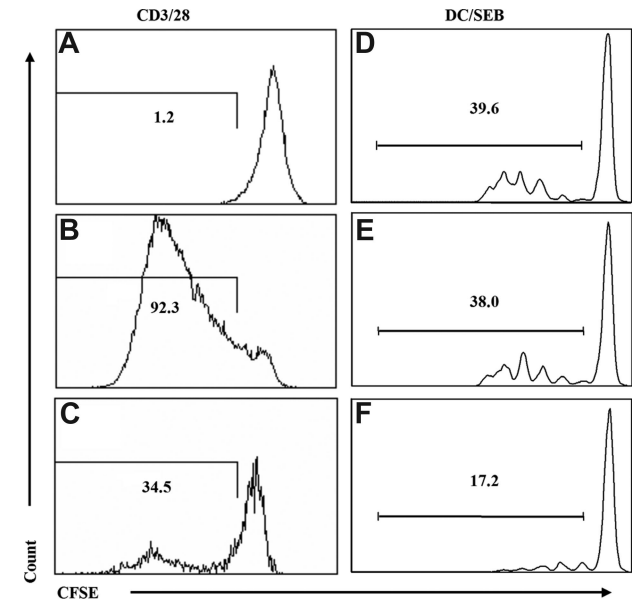 CD3/28
DC/SEB
A
1.2
D
39.6
B
92.3
E
38.0
C
34.5
F
17.2
Count
CFSE